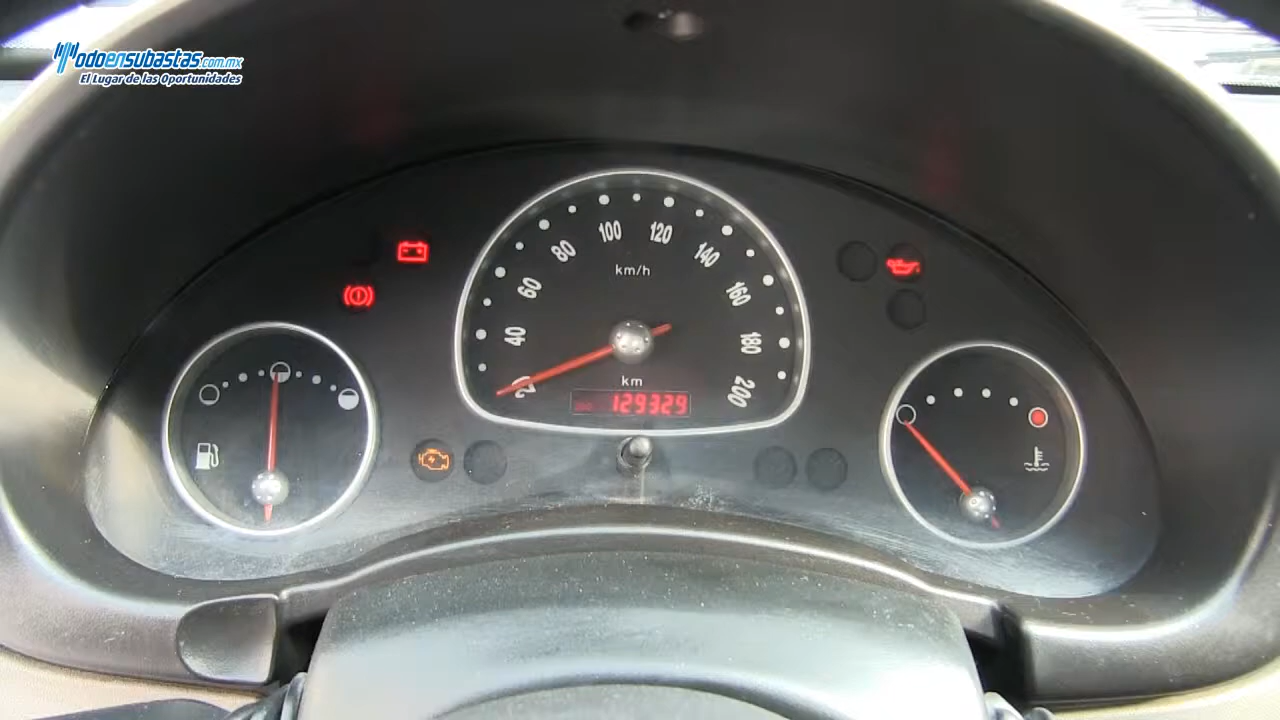 Todoensubastas.com.mx
El Lugar de las Oportunidades
20 40 60 80 100 120 140 160 180 200
km/h
km
129329